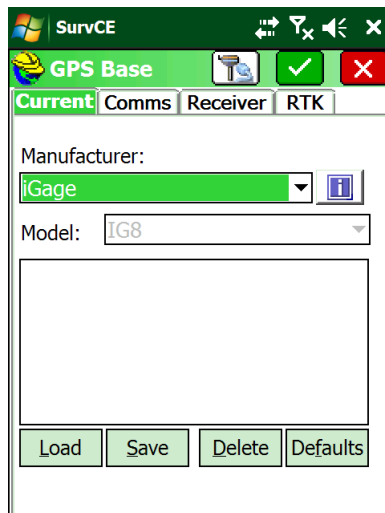 SurvCE
GPS Base
Current Comms Receiver RTK
Manufacturer:
iGage
Model: IG8
Load Save Delete Defaults